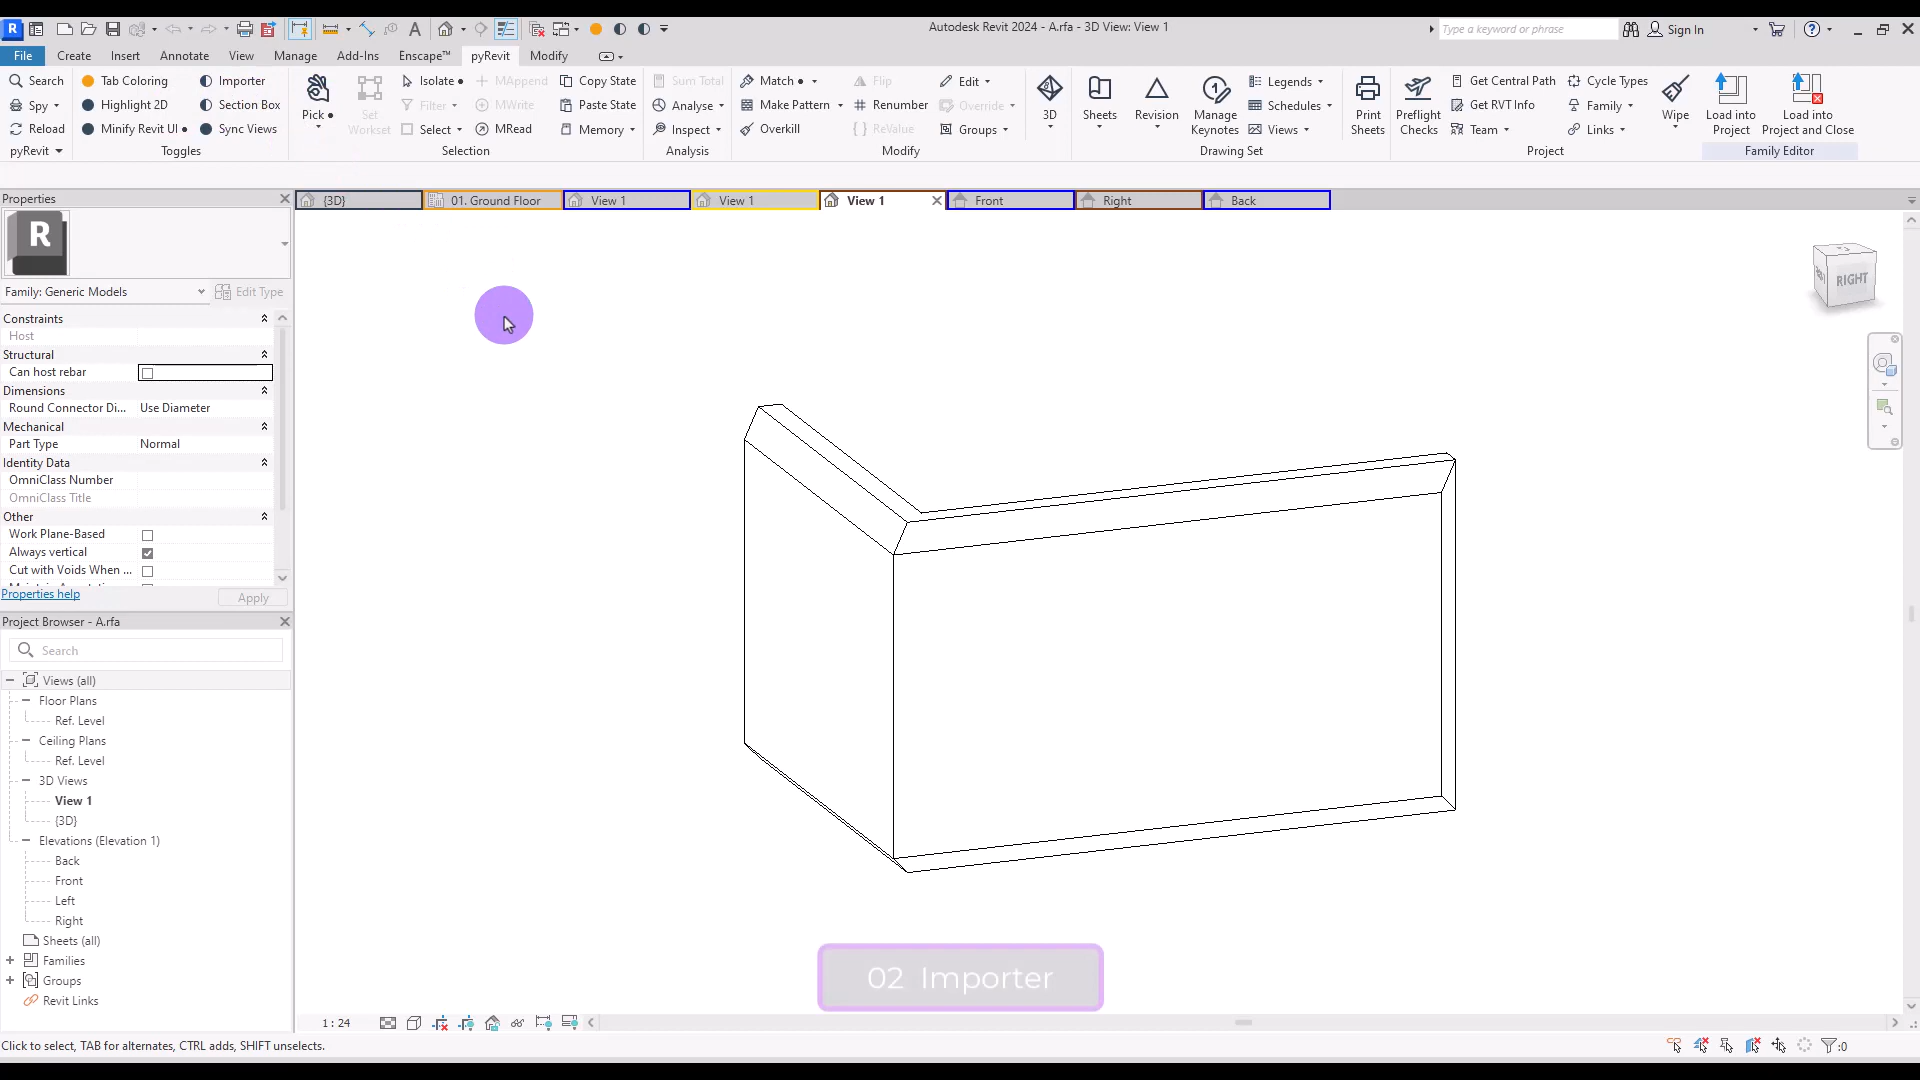 R
Autodesk Revit 2024 - A.rfa - 3D View: View 1
Type a keyword or phrase
Sign In
File
Create
Insert
Annotate
View
Manage
Add-Ins
Enscape™
pyRevit
Modify
Search
Spy
Reload
pyRevit
Tab Coloring
Highlight 2D
Minify Revit UI
Importer
Section Box
Sync Views
Toggles
Pick
Set
Workset
Isolate
Filter
Select
MAppend
MWrite
MRead
Copy State
Paste State
Memory
Selection
Sum Total
Analyse
Inspect
Analysis
Match
Make Pattern
Overkill
Flip
Renumber
ReValue
Edit
Override
Groups
Modify
3D
Sheets
Revision
Manage
Keynotes
Legends
Schedules
Views
Drawing Set
Print
Sheets
Preflight
Checks
Get Central Path
Get RVT Info
Team
Cycle Types
Family
Links
Wipe
Project
Load into
Project
Load into
Project and Close
Family Editor
Properties
{3D}
01. Ground Floor
View 1
View 1
View 1
Front
Right
Back
R
Family: Generic Models
Edit Type
Constraints
Host
Structural
Can host rebar
Dimensions
Round Connector Di... Use Diameter
Mechanical
Part Type Normal
Identity Data
OmniClass Number
OmniClass Title
Other
Work Plane-Based
Always vertical
Cut with Voids When ...
Properties help
Apply
Project Browser - A.rfa
Search
Views (all)
Floor Plans
Ref. Level
Ceiling Plans
Ref. Level
3D Views
View 1
{3D}
Elevations (Elevation 1)
Back
Front
Left
Right
Sheets (all)
Families
Groups
Revit Links
RIGHT
02 Importer
1 : 24
Click to select, TAB for alternates, CTRL adds, SHIFT unselects.
:0